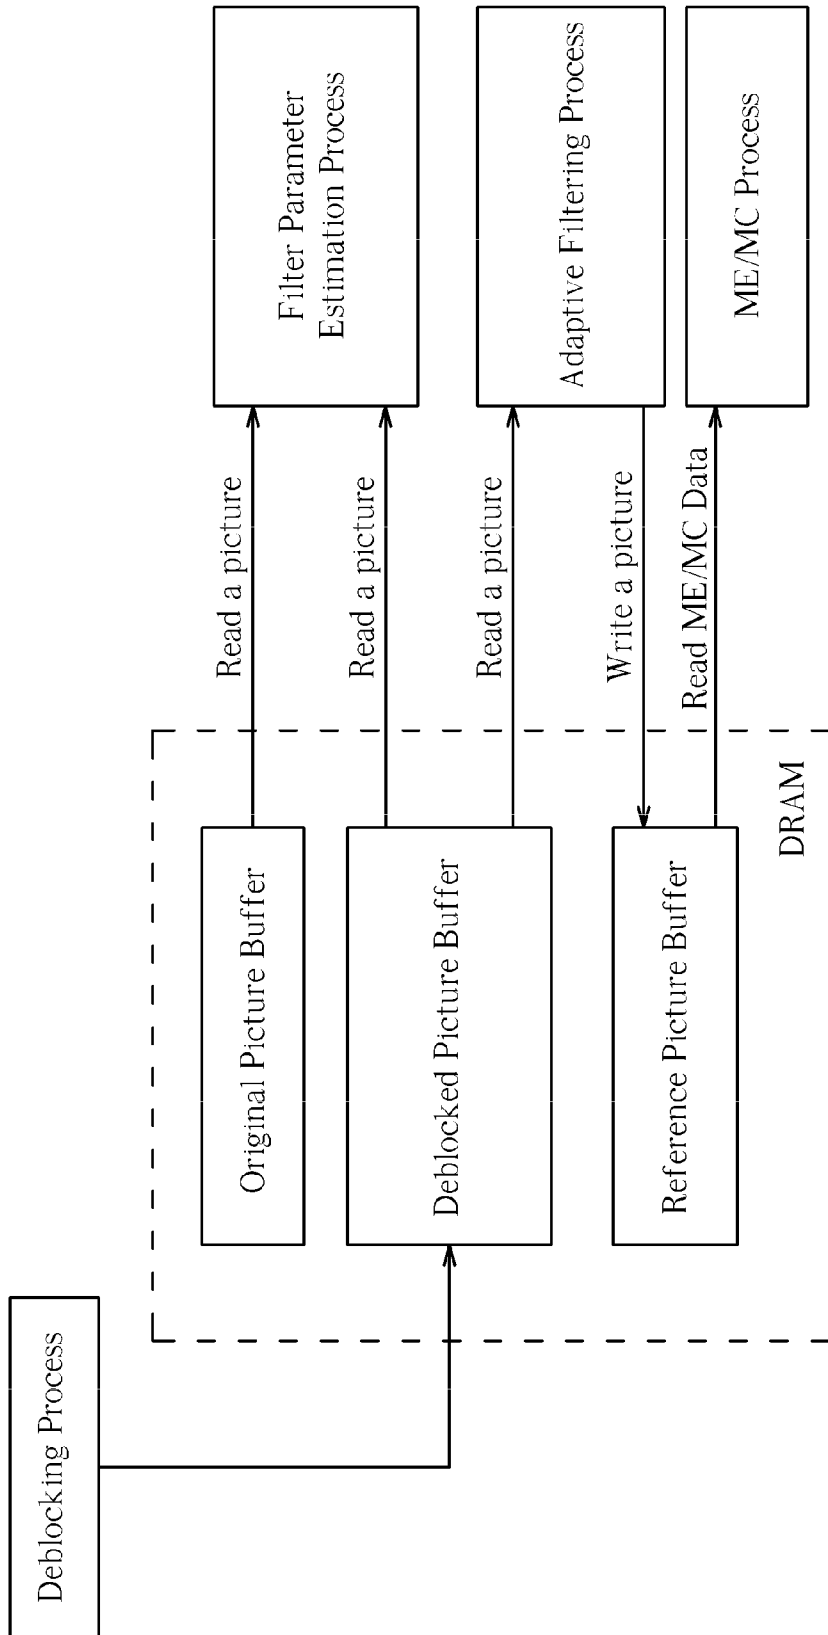 Deblocking Process
Original Picture Buffer
Read a picture
Filter Parameter
Estimation Process
Deblocked Picture Buffer
Read a picture
Read a picture
Adaptive Filtering Process
Reference Picture Buffer
Write a picture
Read ME/MC Data
ME/MC Process
DRAM